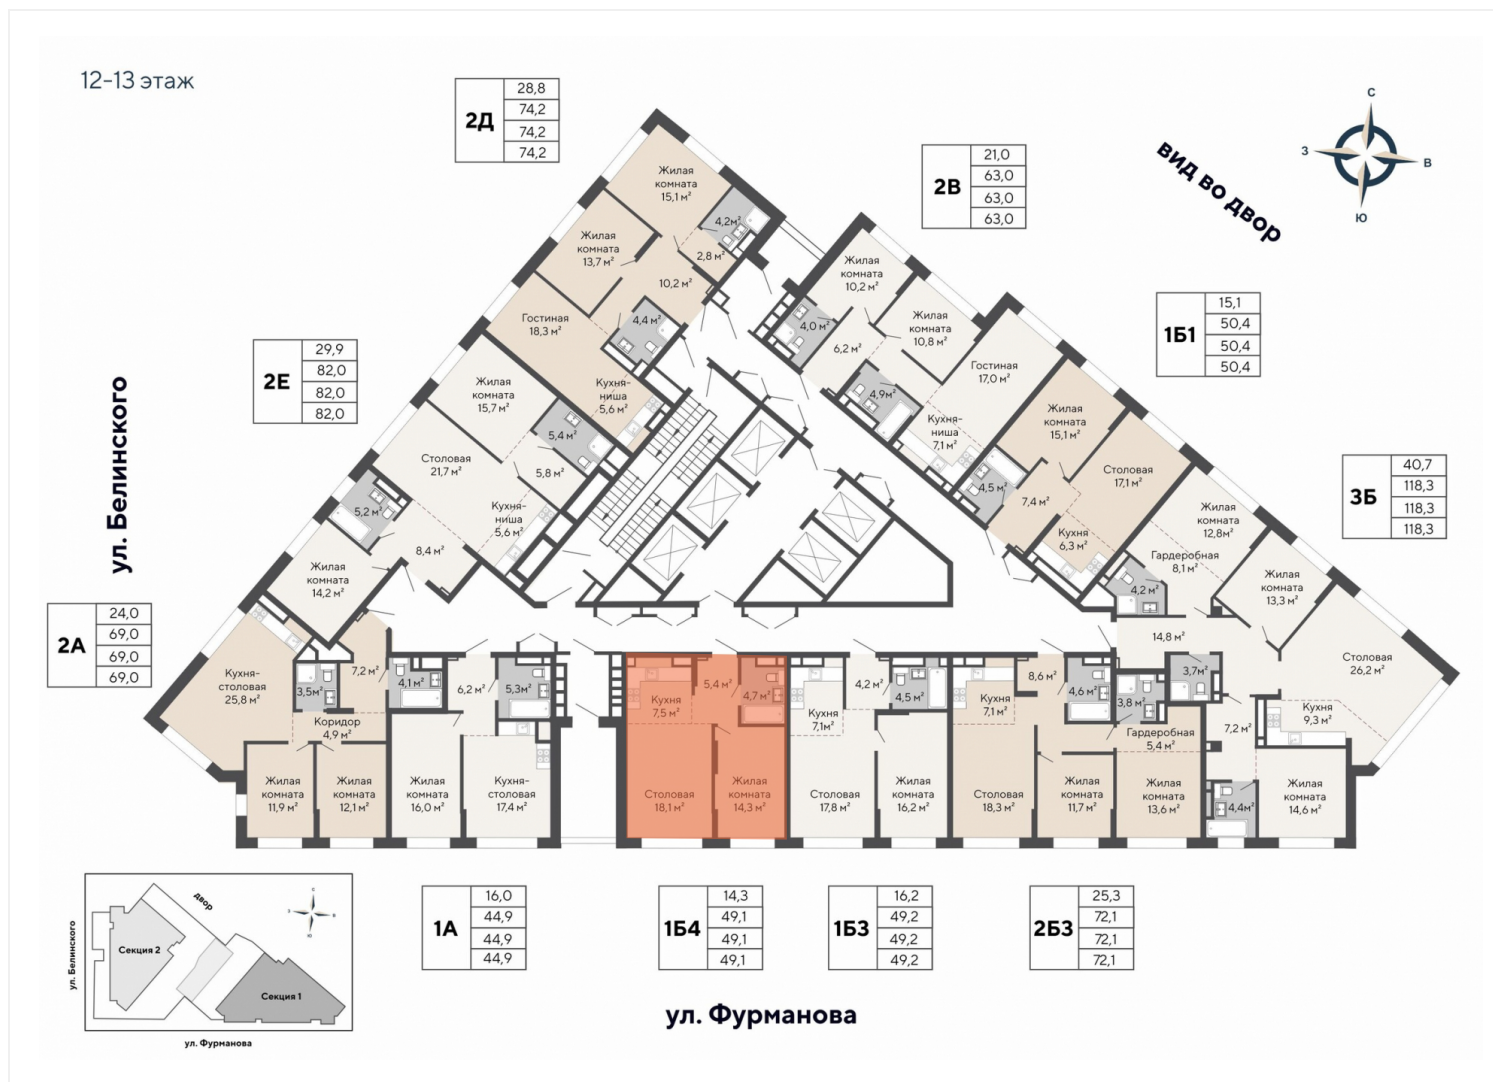 12-13 этаж
2Д
28,8
74,2
74,2
74,2
2В
21,0
63,0
63,0
63,0
С
З
В
Ю
вид во двор
1Б1
15,1
50,4
50,4
50,4
2Е
29,9
82,0
82,0
82,0
3Б
40,7
118,3
118,3
118,3
2А
24,0
69,0
69,0
69,0
ул. Белинского
Жилая
комната
15,1 м²
4,2м²
2,8 м²
Жилая
комната
13,7 м²
10,2 м²
Гостиная
18,3 м²
4,4 м²
Кухня-
ниша
5,6 м²
Жилая
комната
15,7 м²
5,4 м²
Столовая
21,7 м²
5,8 м²
Кухня-
ниша
5,6 м²
5,2 м²
8,4 м²
Жилая
комната
14,2 м²
Жилая
комната
10,2 м²
4,0 м²
6,2 м²
Жилая
комната
10,8 м²
4,9м²
Гостиная
17,0 м²
Кухня-
ниша
7,1 м²
Жилая
комната
15,1 м²
4,5 м²
7,4 м²
Столовая
17,1 м²
Кухня
6,3 м²
Жилая
комната
12,8м²
Гардеробная
8,1 м²
4,2 м²
Жилая
комната
13,3 м²
14,8 м²
Столовая
26,2 м²
3,7м²
Кухня
9,3 м²
7,2 м²
4,4м²
Жилая
комната
14,6 м²
Кухня-
столовая
25,8 м²
3,5м²
7,2 м²
Коридор
4,9 м²
Жилая
комната
11,9 м²
Жилая
комната
12,1 м²
4,1 м²
6,2 м²
5,3м²
Жилая
комната
16,0 м²
Кухня-
столовая
17,4 м²
Кухня
7,5 м²
5,4 м²
4,7 м²
Столовая
18,1 м²
Жилая
комната
14,3 м²
Кухня
7,1м²
4,2 м²
4,5 м²
Столовая
17,8 м²
Жилая
комната
16,2 м²
Кухня
7,1 м²
8,6 м²
4,6 м²
Столовая
18,3 м²
Жилая
комната
11,7 м²
3,8 м²
Гардеробная
5,4 м²
Жилая
комната
13,6 м²
1А
16,0
44,9
44,9
44,9
1Б4
14,3
49,1
49,1
49,1
1Б3
16,2
49,2
49,2
49,2
2Б3
25,3
72,1
72,1
72,1
ул. Фурманова
двор
ул. Белинского
Секция 2
Секция 1
С
З
В
Ю
ул. Фурманова